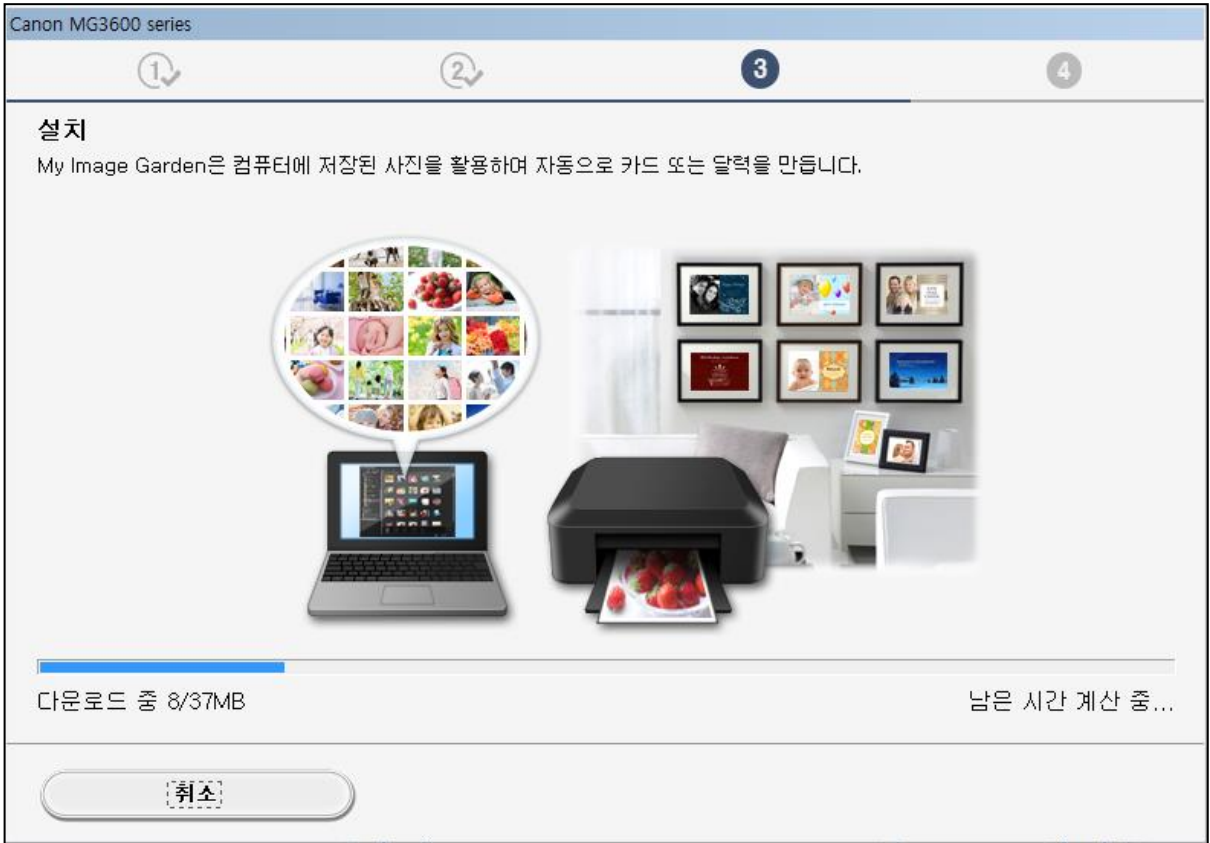 Canon MG3600 series
1 2 3 4
설치
My Image Garden은 컴퓨터에 저장된 사진을 활용하여 자동으로 카드 또는 달력을 만듭니다.
다운로드 중 8/37MB
남은 시간 계산 중...
취소